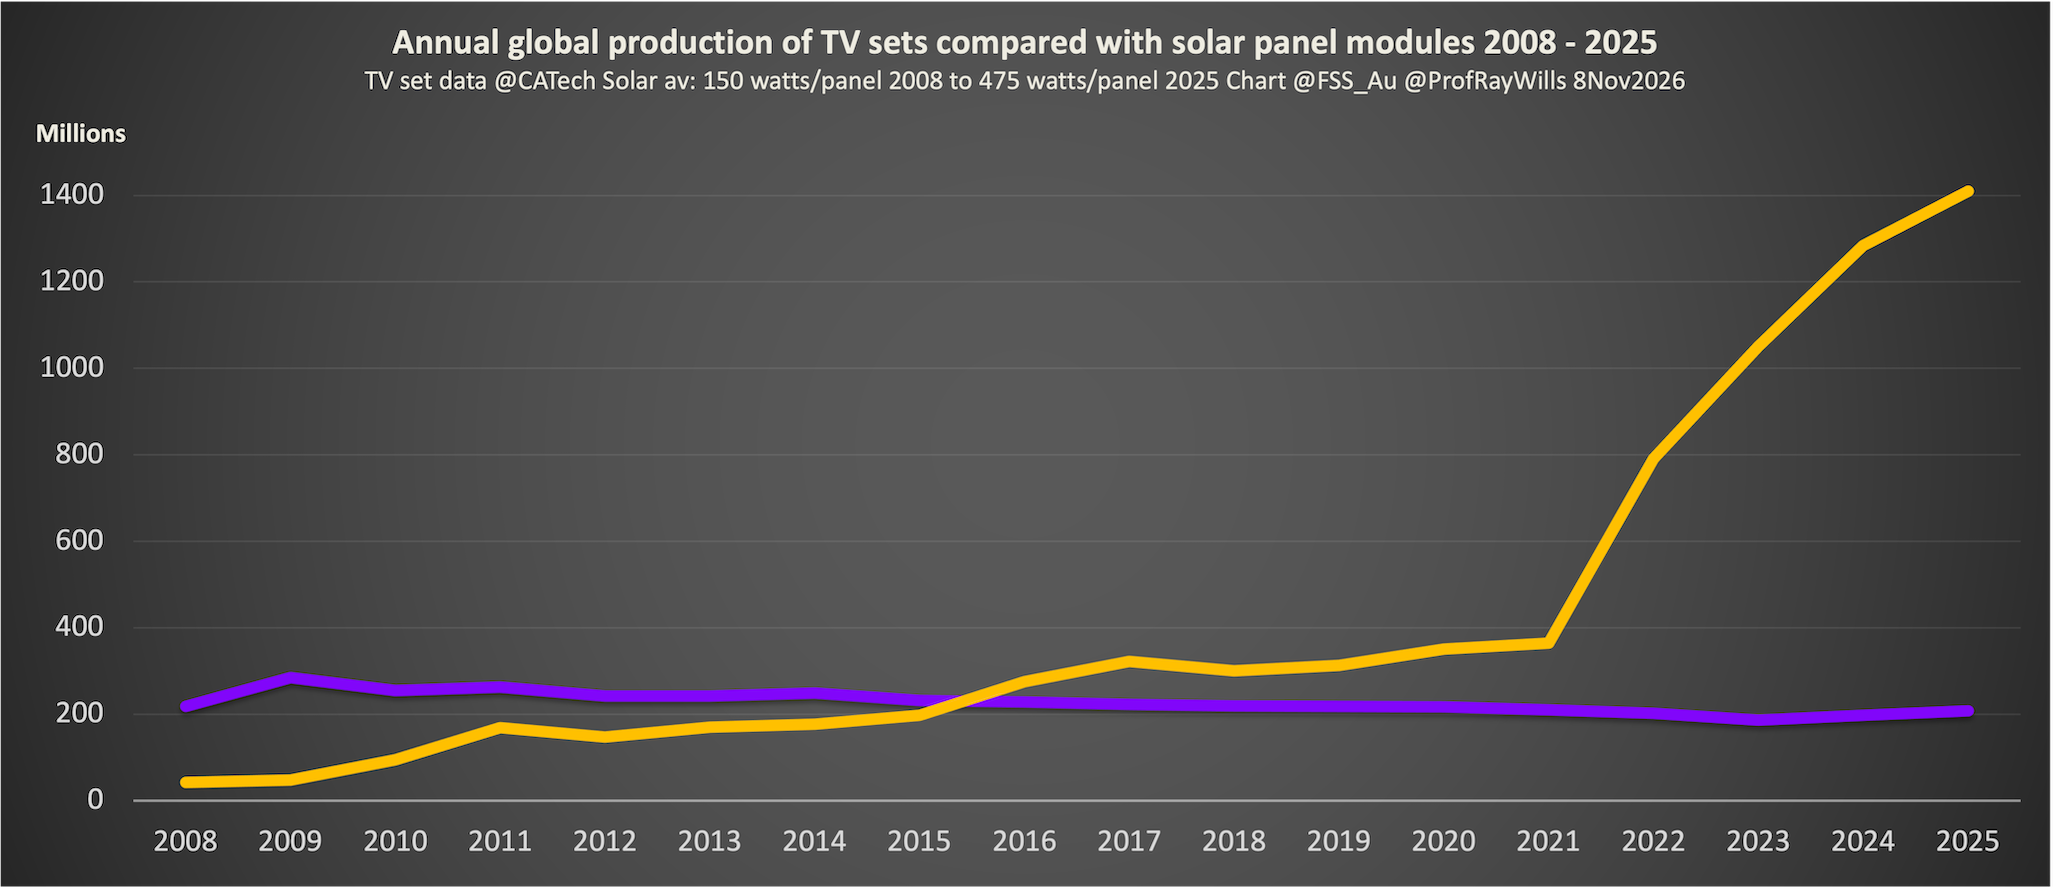 Annual global production of TV sets compared with solar panel modules 2008 - 2025
TV set data @CATech Solar av: 150 watts/panel 2008 to 475 watts/panel 2025 Chart @FSS_Au @ProfRayWills 8Nov2026
Millions
1400
1200
1000
800
600
400
200
0
2008 2009 2010 2011 2012 2013 2014 2015 2016 2017 2018 2019 2020 2021 2022 2023 2024 2025